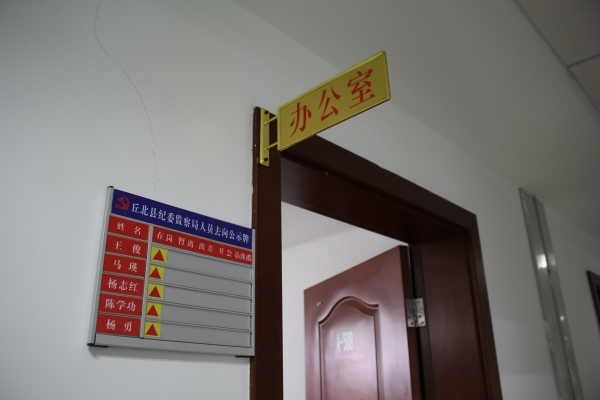 办公室
丘北县纪委监察局人员去向公示牌
姓名 在岗 暂离 出差 开会 请休假
王俊
马瑛
杨志红
陈学功
杨勇